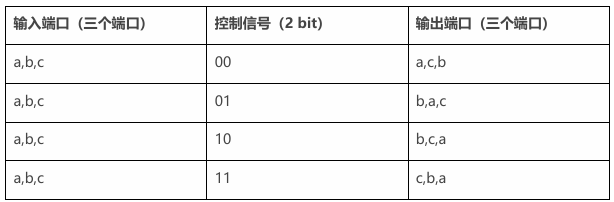 输入端口（三个端口） 控制信号（2 bit） 输出端口（三个端口）
a,b,c 00 a,c,b
a,b,c 01 b,a,c
a,b,c 10 b,c,a
a,b,c 11 c,b,a